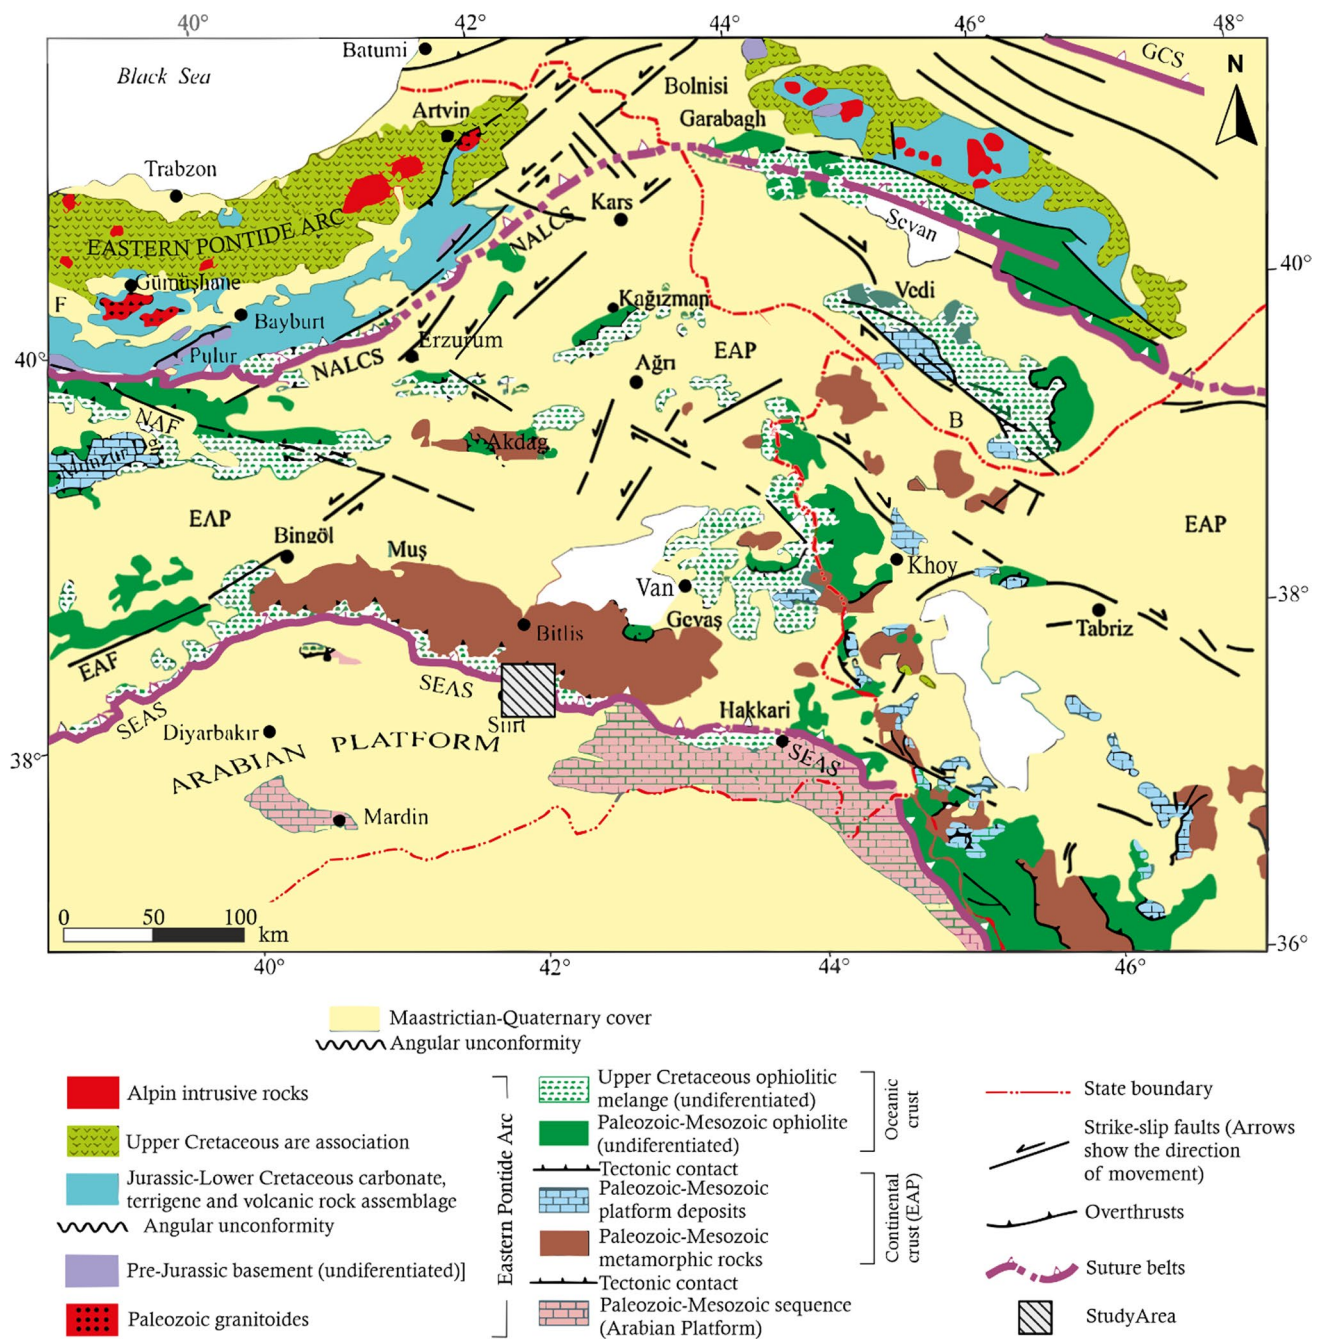 40° 42° 44° 46° 48°
Batumi
GCS
Black Sea
N
Bolnisi
Artvin
Garabagh
Trabzon
Kars
Sevan
EASTERN PONTIDE ARC
NALCS
Gümüşhane
40°
Vedi
F
Kağızman
Bayburt
Erzurum
EAP
Pulur
40°
NALCS
Ağrı
NAF
B
Akdag
Munzur
EAP
EAP
Bingöl
Muş
Khoy
Van
38°
Gevaş
Tabriz
Bitlis
EAF
SEAS
SEAS
Hakkari
Siirt
Diyarbakır
ARABIAN PLATFORM
SEAS
38°
Mardin
0 50 100
km
36°
40° 42° 44° 46°
Maastrictian-Quaternary cover
Angular unconformity
Alpin intrusive rocks
Upper Cretaceous are association
Jurassic-Lower Cretaceous carbonate,
terrigene and volcanic rock assemblage
Angular unconformity
Pre-Jurassic basement (undiferentiated)]
Paleozoic granitoides
Eastern Pontide Arc
Upper Cretaceous ophiolitic
melange (undiferentiated)
Paleozoic-Mesozoic ophiolite
(undiferentiated)
Tectonic contact
Paleozoic-Mesozoic
platform deposits
Paleozoic-Mesozoic
metamorphic rocks
Tectonic contact
Paleozoic-Mesozoic sequence
(Arabian Platform)
Oceanic
crust
Continental
crust (EAP)
State boundary
Strike-slip faults (Arrows
show the direction
of movement)
Overthrusts
Suture belts
StudyArea